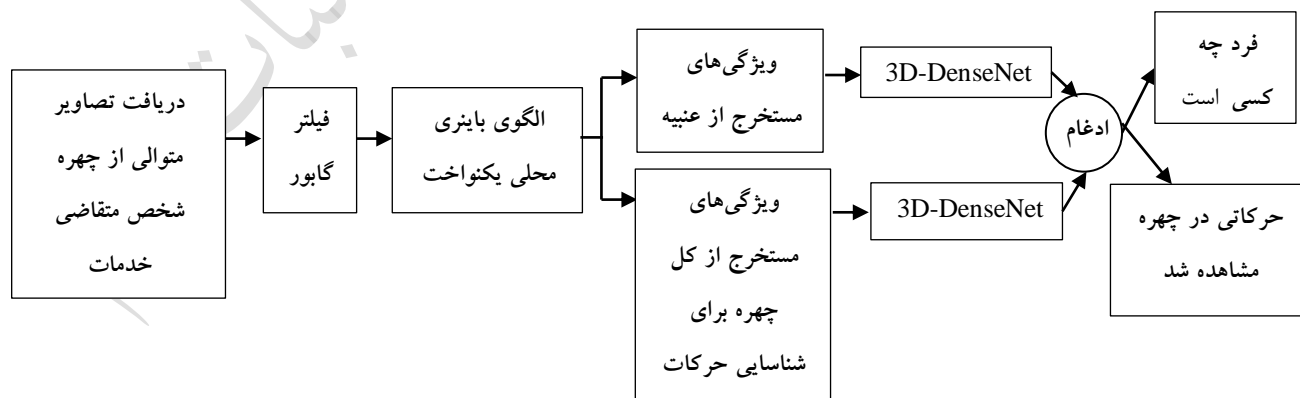 دریافت تصاویر
متوالی از چهره
شخص متقاضی
خدمات
فیلتر
گابور
الگوی باینری
محلی یکنواخت
ویژگی‌های
مستخرج از عنبیه
3D-DenseNet
ویژگی‌های
مستخرج از کل
چهره برای
شناسایی حرکات
3D-DenseNet
ادغام
فرد چه
کسی است
حرکاتی در چهره
مشاهده شد